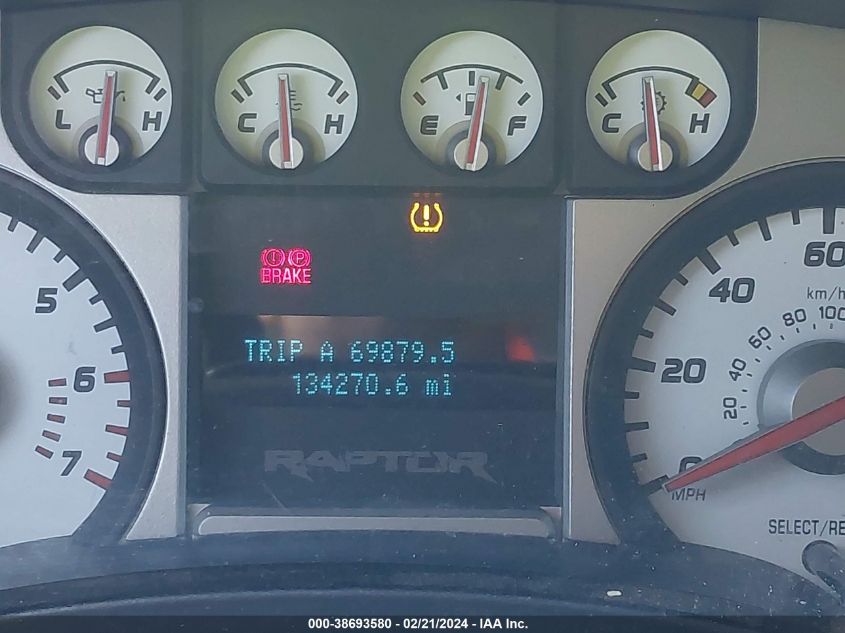 L H
C H
E F
C H
BRAKE
TRIP A 69879.5
134270.6 mi
RAPTOR
5
6
7
60
40
20
0
MPH
km/h
100
80
60
40
20
SELECT/RE
000-38693580 - 02/21/2024 - IAA Inc.